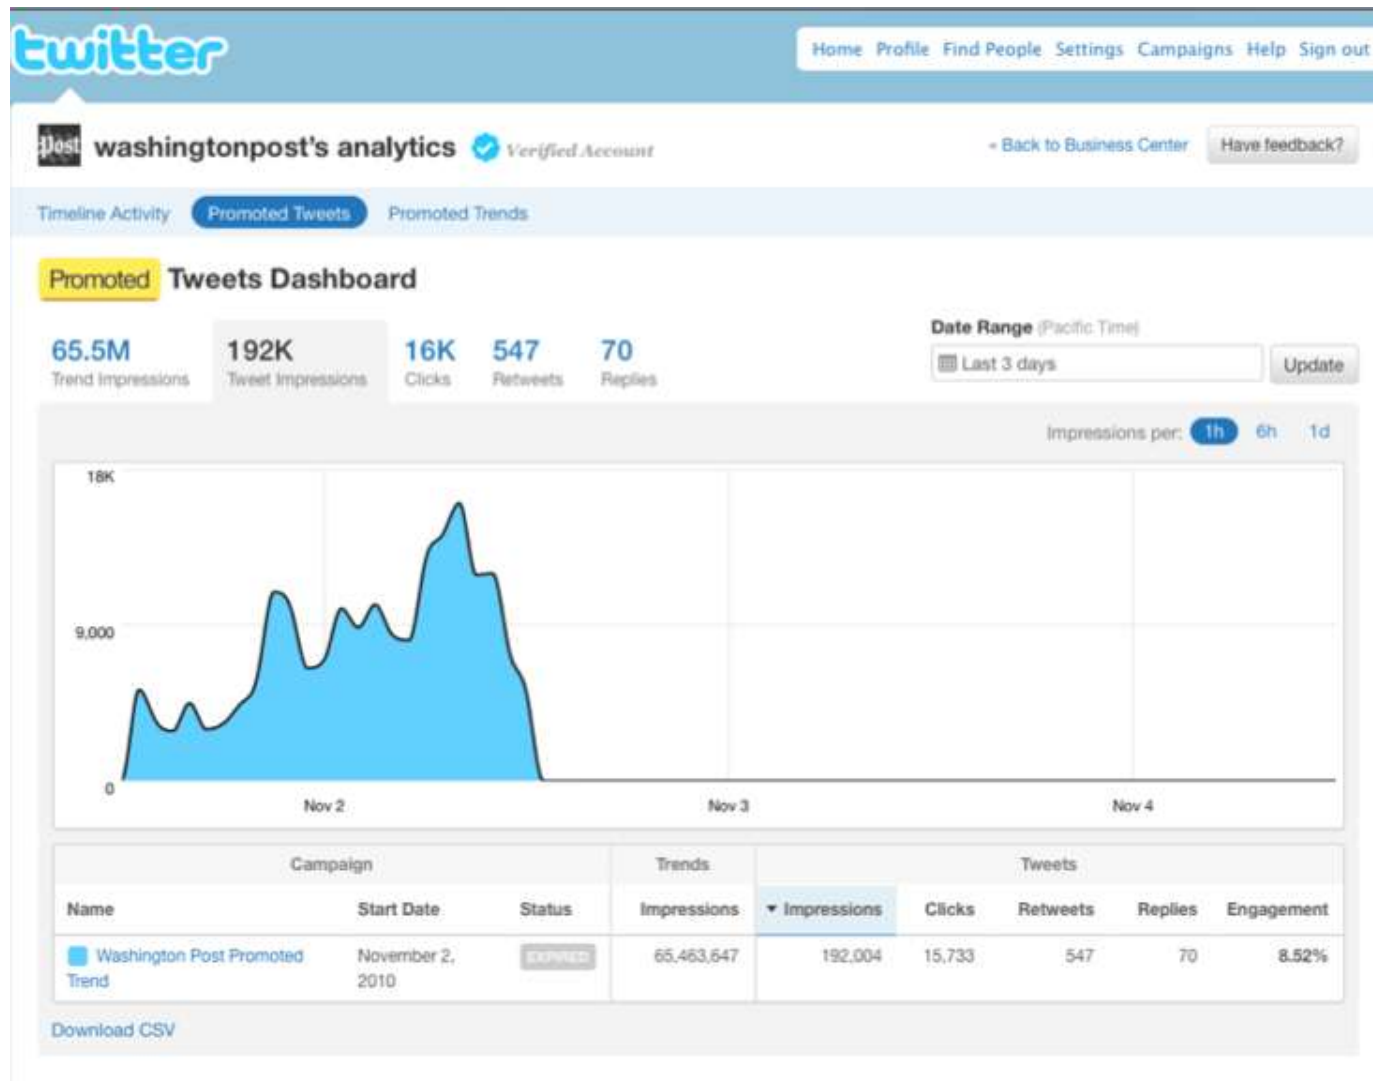 twitter
Home Profile Find People Settings Campaigns Help Sign out
Post washingtonpost's analytics Verified Account
« Back to Business Center Have feedback?
Timeline Activity Promoted Tweets Promoted Trends
Promoted Tweets Dashboard
Date Range (Pacific Time)
65.5M 192K 16K 547 70
Trend Impressions Tweet Impressions Clicks Retweets Replies
Last 3 days Update
Impressions per: 1h 6h 1d
18K
9,000
0
Nov 2 Nov 3 Nov 4
Campaign Trends Tweets
Name Start Date Status Impressions Impressions Clicks Retweets Replies Engagement
Washington Post Promoted November 2, EXPIRED 65,463,647 192,004 15,733 547 70 8.52%
Trend 2010
Download CSV